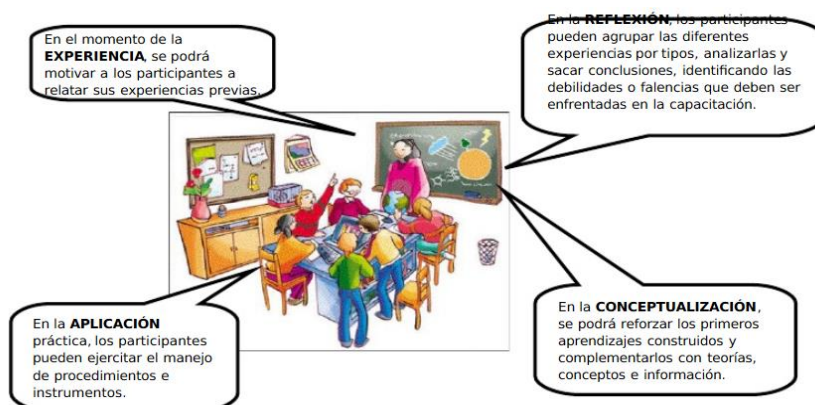 En el momento de la
EXPERIENCIA, se podrá
motivar a los participantes a
relatar sus experiencias previas.
En la REFLEXIÓN, los participantes
pueden agrupar las diferentes
experiencias por tipos, analizarlas y
sacar conclusiones, identificando las
debilidades o falencias que deben ser
enfrentadas en la capacitación.
En la APLICACIÓN
práctica, los participantes
pueden ejercitar el manejo
de procedimientos e
instrumentos.
En la CONCEPTUALIZACIÓN,
se podrá reforzar los primeros
aprendizajes construidos y
complementarlos con teorías,
conceptos e información.